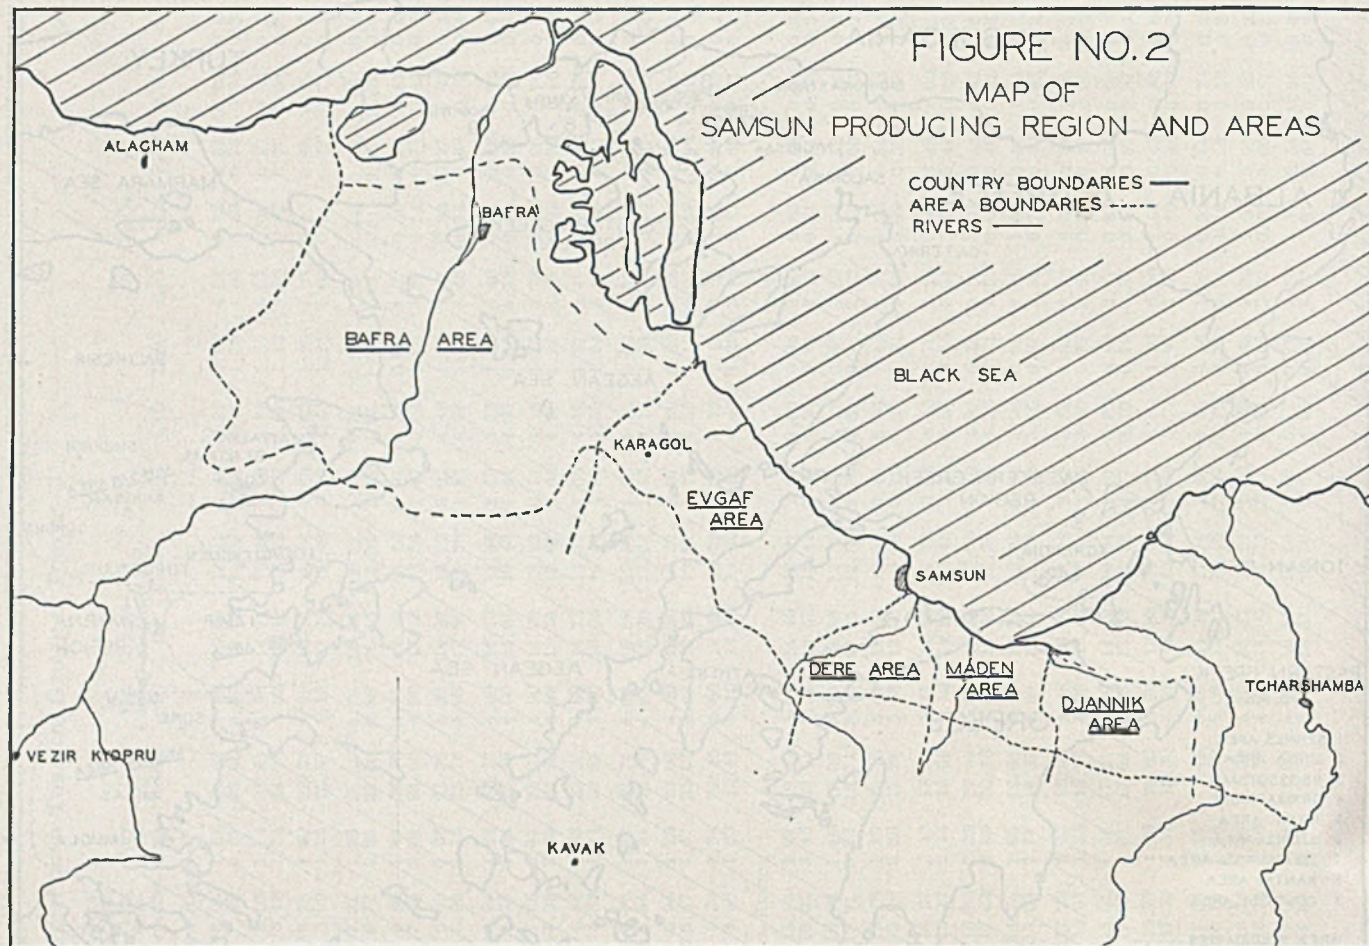 FIGURE NO. 2
MAP OF
SAMSUN PRODUCING REGION AND AREAS
COUNTRY BOUNDARIES
AREA BOUNDARIES
RIVERS
ALAGHAM
BAFRA
BAFRA AREA
BLACK SEA
KARAGOL
EVGAF
AREA
SAMSUN
DERE AREA
MADEN
AREA
DJANNIK
AREA
TCHARSHAMBA
VEZIR KYOPRU
KAVAK